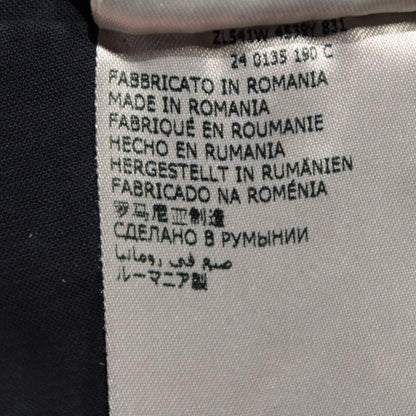 ZL541W 4539Y 831
24 0135 190 C
FABBRICATO IN ROMANIA
MADE IN ROMANIA
FABRIQUÉ EN ROUMANIE
HECHO EN RUMANIA
HERGESTELLT IN RUMÄNIEN
FABRICADO NA ROMÉNIA
罗马尼亚制造
СДЕЛАНО В РУМЫНИИ
صنع في رومانيا
ルーマニア製